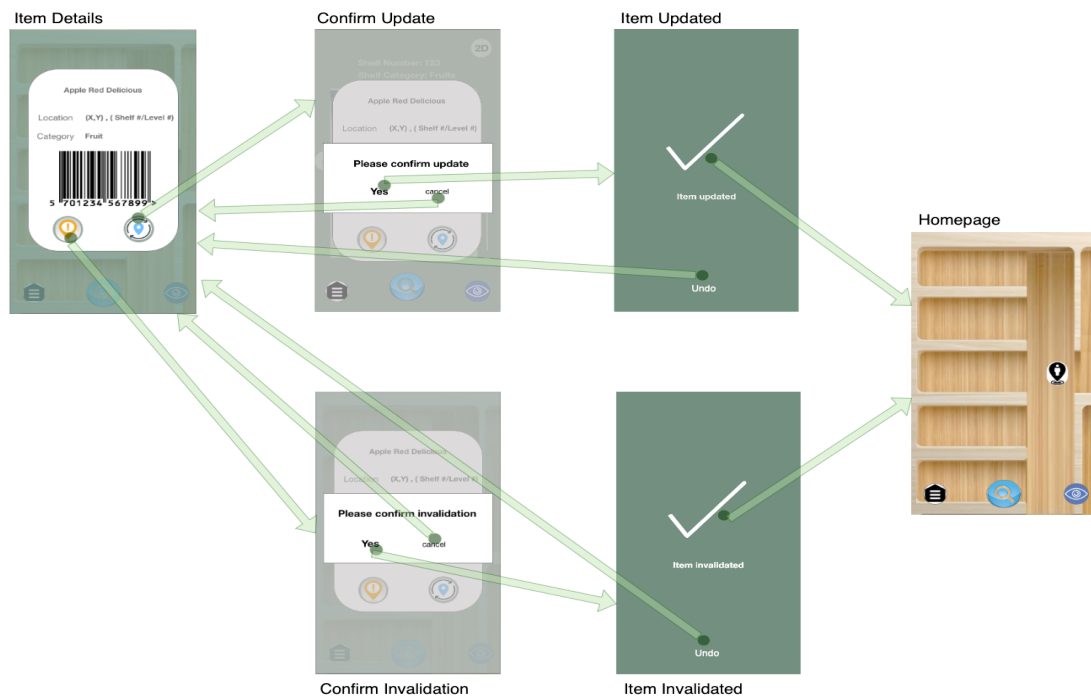 Item Details
Confirm Update
Item Updated
2D
Shelf Number: 123
Shelf Category: Fruits
Apple Red Delicious
Location (X,Y) , ( Shelf #/Level #)
Category Fruit
5 701234 567899 >
Apple Red Delicious
Location (X,Y) , ( Shelf #/Level #)
Please confirm update
Yes cancel
Item updated
Undo
Homepage
Apple Red Delicious
Location (X,Y) , ( Shelf #/Level #)
Please confirm invalidation
Yes cancel
Item invalidated
Undo
Confirm Invalidation
Item Invalidated